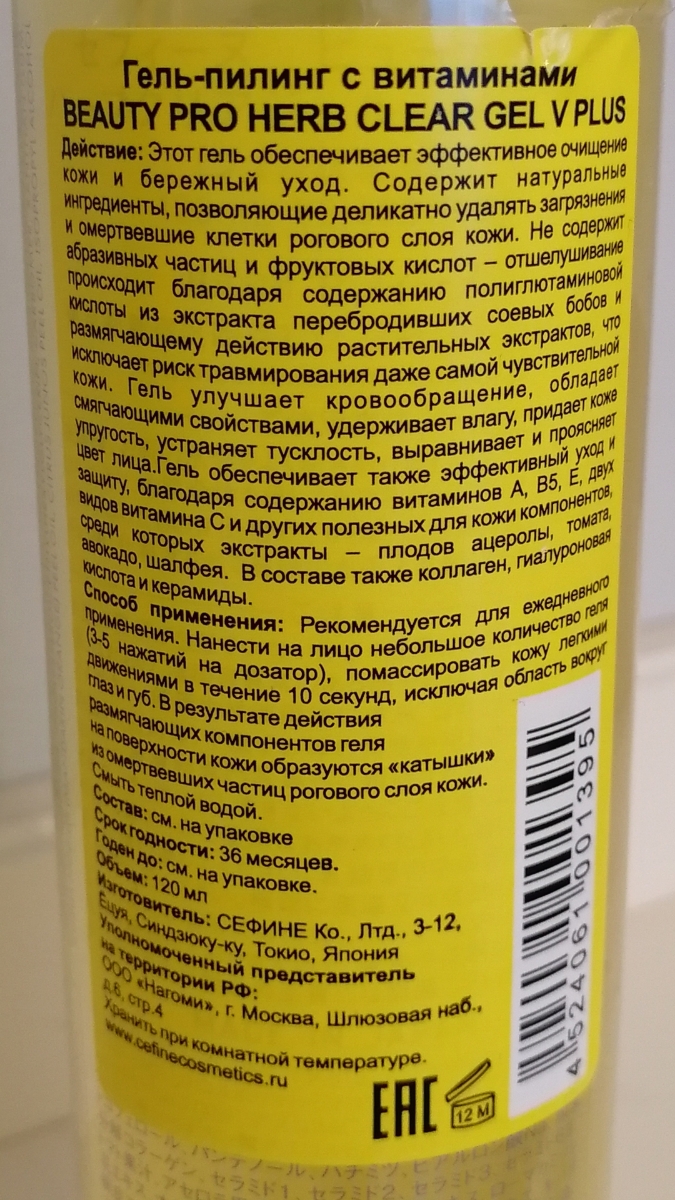 Гель-пилинг с витаминами
BEAUTY PRO HERB CLEAR GEL V PLUS
Действие: Этот гель обеспечивает эффективное очищение
кожи и бережный уход. Содержит натуральные
ингредиенты, позволяющие деликатно удалять загрязнения
и омертвевшие клетки рогового слоя кожи. Не содержит
абразивных частиц и фруктовых кислот – отшелушивание
происходит благодаря содержанию полиглютаминовой
кислоты из экстракта перебродивших соевых бобов и
размягчающему действию растительных экстрактов, что
исключает риск травмирования даже самой чувствительной
кожи. Гель улучшает кровообращение, обладает
смягчающими свойствами, удерживает влагу, придает коже
упругость, устраняет тусклость, выравнивает и проясняет
цвет лица.Гель обеспечивает также эффективный уход и
защиту, благодаря содержанию витаминов А, В5, Е, двух
видов витамина С и других полезных для кожи компонентов,
среди которых экстракты – плодов ацеролы, томата,
авокадо, шалфея. В составе также коллаген, гиалуроновая
кислота и керамиды.
Способ применения: Рекомендуется для ежедневного
применения. Нанести на лицо небольшое количество геля
(3-5 нажатий на дозатор), помассировать кожу легкими
движениями в течение 10 секунд, исключая область вокруг
глаз и губ. В результате действия
размягчающих компонентов геля
на поверхности кожи образуются «катышки»
из омертвевших частиц рогового слоя кожи.
Смыть теплой водой.
Состав: см. на упаковке
Срок годности: 36 месяцев.
Годен до: см. на упаковке.
Объем: 120 мл
Изготовитель: СЕФИНЕ Ко., Лтд., 3-12,
Ёцуя, Синдзюку-ку, Токио, Япония
Уполномоченный представитель
на территории РФ:
ООО «Нагоми», г. Москва, Шлюзовая наб.,
д.6, стр.4
Хранить при комнатной температуре.
www.cefinecosmetics.ru
EAC
12 M
4 524061 001395